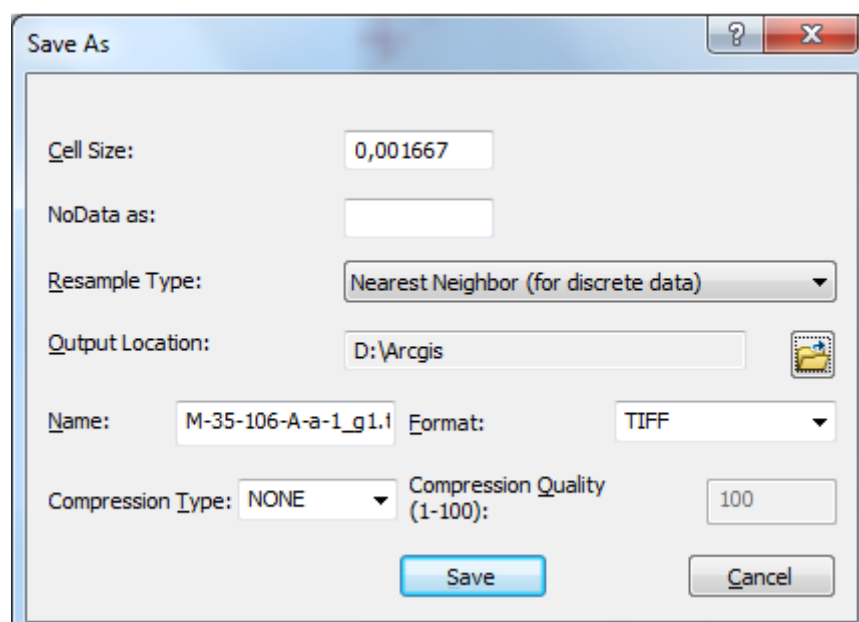 Save As
Cell Size: 0,001667
NoData as:
Resample Type: Nearest Neighbor (for discrete data)
Output Location: D:\Arcgis
Name: M-35-106-A-a-1_g1.t Format: TIFF
Compression Type: NONE Compression Quality
(1-100): 100
Save Cancel